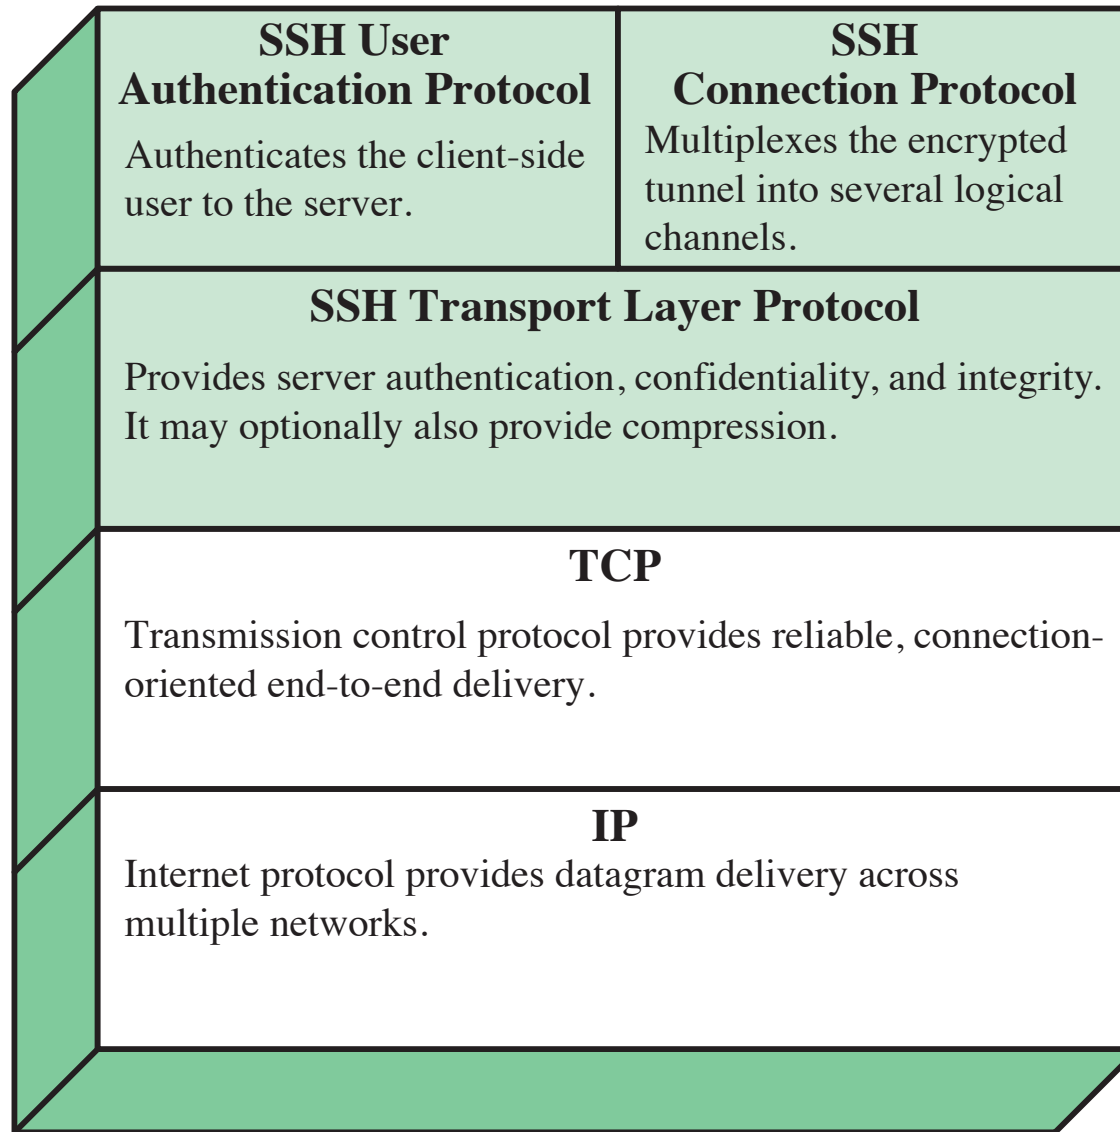 SSH User
Authentication Protocol
Authenticates the client-side
user to the server.
SSH
Connection Protocol
Multiplexes the encrypted
tunnel into several logical
channels.
SSH Transport Layer Protocol
Provides server authentication, confidentiality, and integrity.
It may optionally also provide compression.
TCP
Transmission control protocol provides reliable, connection-
oriented end-to-end delivery.
IP
Internet protocol provides datagram delivery across
multiple networks.